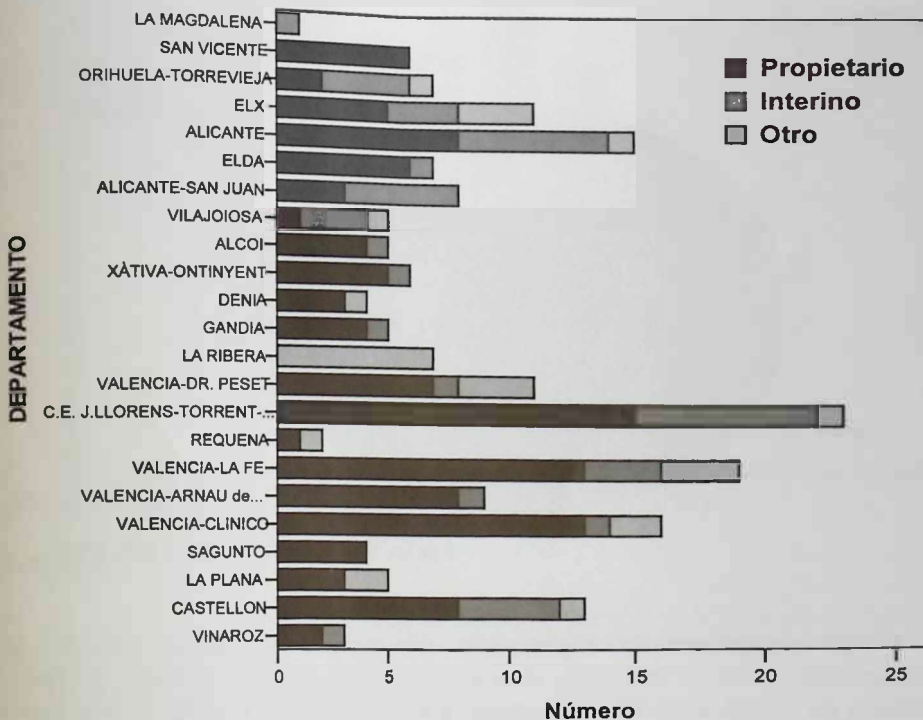 LA MAGDALENA
SAN VICENTE
ORIHUELA-TORREVIEJA
ELX
ALICANTE
ELDA
ALICANTE-SAN JUAN
VILAJOIOSA
ALCOI
XÀTIVA-ONTINYENT
DENIA
GANDIA
LA RIBERA
VALENCIA-DR. PESET
C.E. J.LLORENS-TORRENT-...
REQUENA
VALENCIA-LA FE
VALENCIA-ARNAU de...
VALENCIA-CLINICO
SAGUNTO
LA PLANA
CASTELLON
VINAROZ
DEPARTAMENTO
Propietario
Interino
Otro
0 5 10 15 20 25
Número